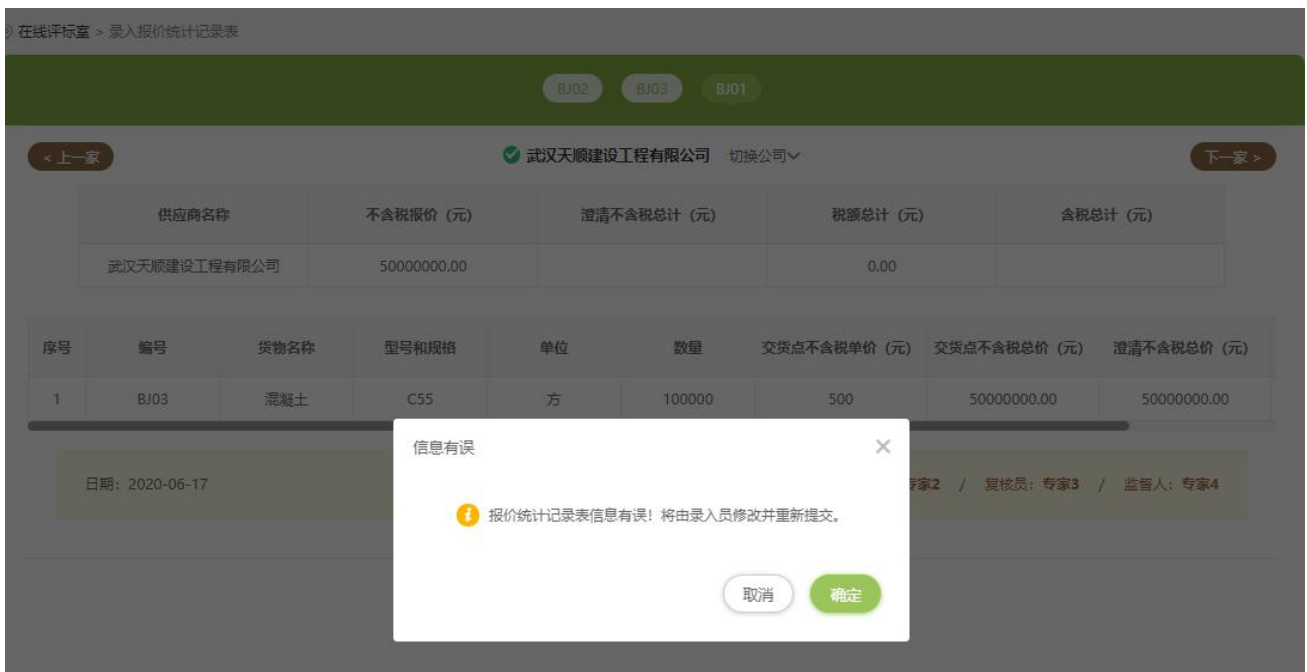 在线评标室 > 录入报价统计记录表
BJ02 BJ03 BJ01
< 上一家 武汉天顺建设工程有限公司 切换公司 下一家 >
供应商名称 不含税报价（元） 澄清不含税总计（元） 税额总计（元） 含税总计（元）
武汉天顺建设工程有限公司 50000000.00 0.00
序号 编号 货物名称 型号和规格 单位 数量 交货点不含税单价（元） 交货点不含税总价（元） 澄清不含税总价（元）
1 BJ03 混凝土 C55 方 100000 500 50000000.00 50000000.00
信息有误
日期：2020-06-17 专家2 / 复核员：专家3 / 监督人：专家4
报价统计记录表信息有误！将由录入员修改并重新提交。
取消 确定